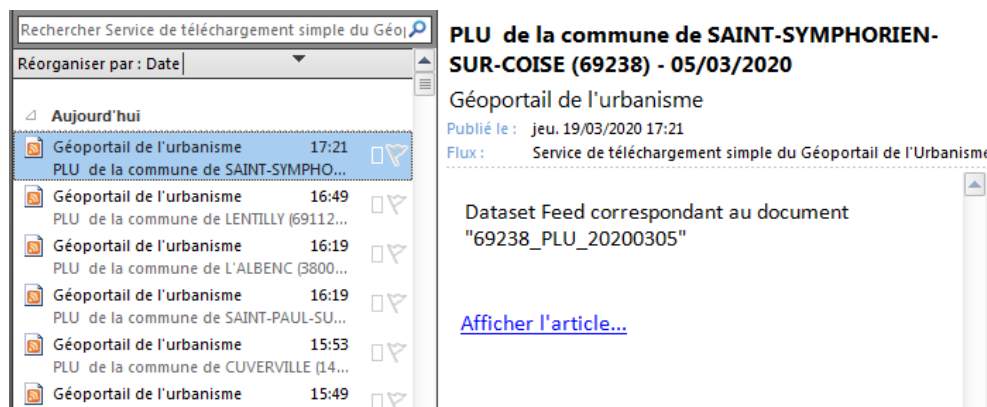 Rechercher Service de téléchargement simple du Géop
Réorganiser par : Date
Aujourd'hui
Géoportail de l'urbanisme 17:21
PLU de la commune de SAINT-SYMPHO...
Géoportail de l'urbanisme 16:49
PLU de la commune de LENTILLY (69112...
Géoportail de l'urbanisme 16:19
PLU de la commune de L'ALBENC (3800...
Géoportail de l'urbanisme 16:19
PLU de la commune de SAINT-PAUL-SU...
Géoportail de l'urbanisme 15:53
PLU de la commune de CUVERVILLE (14...
Géoportail de l'urbanisme 15:49
PLU de la commune de SAINT-SYMPHORIEN-
SUR-COISE (69238) - 05/03/2020
Géoportail de l'urbanisme
Publié le : jeu. 19/03/2020 17:21
Flux : Service de téléchargement simple du Géoportail de l'Urbanisme
Dataset Feed correspondant au document
"69238_PLU_20200305"
Afficher l'article...